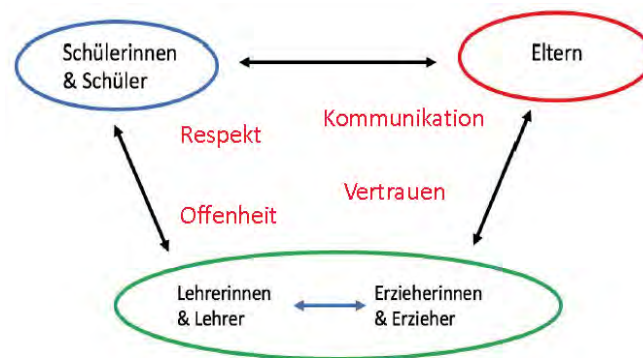 Schülerinnen
& Schüler
Eltern
Respekt
Kommunikation
Offenheit
Vertrauen
Lehrerinnen
& Lehrer
Erzieherinnen
& Erzieher